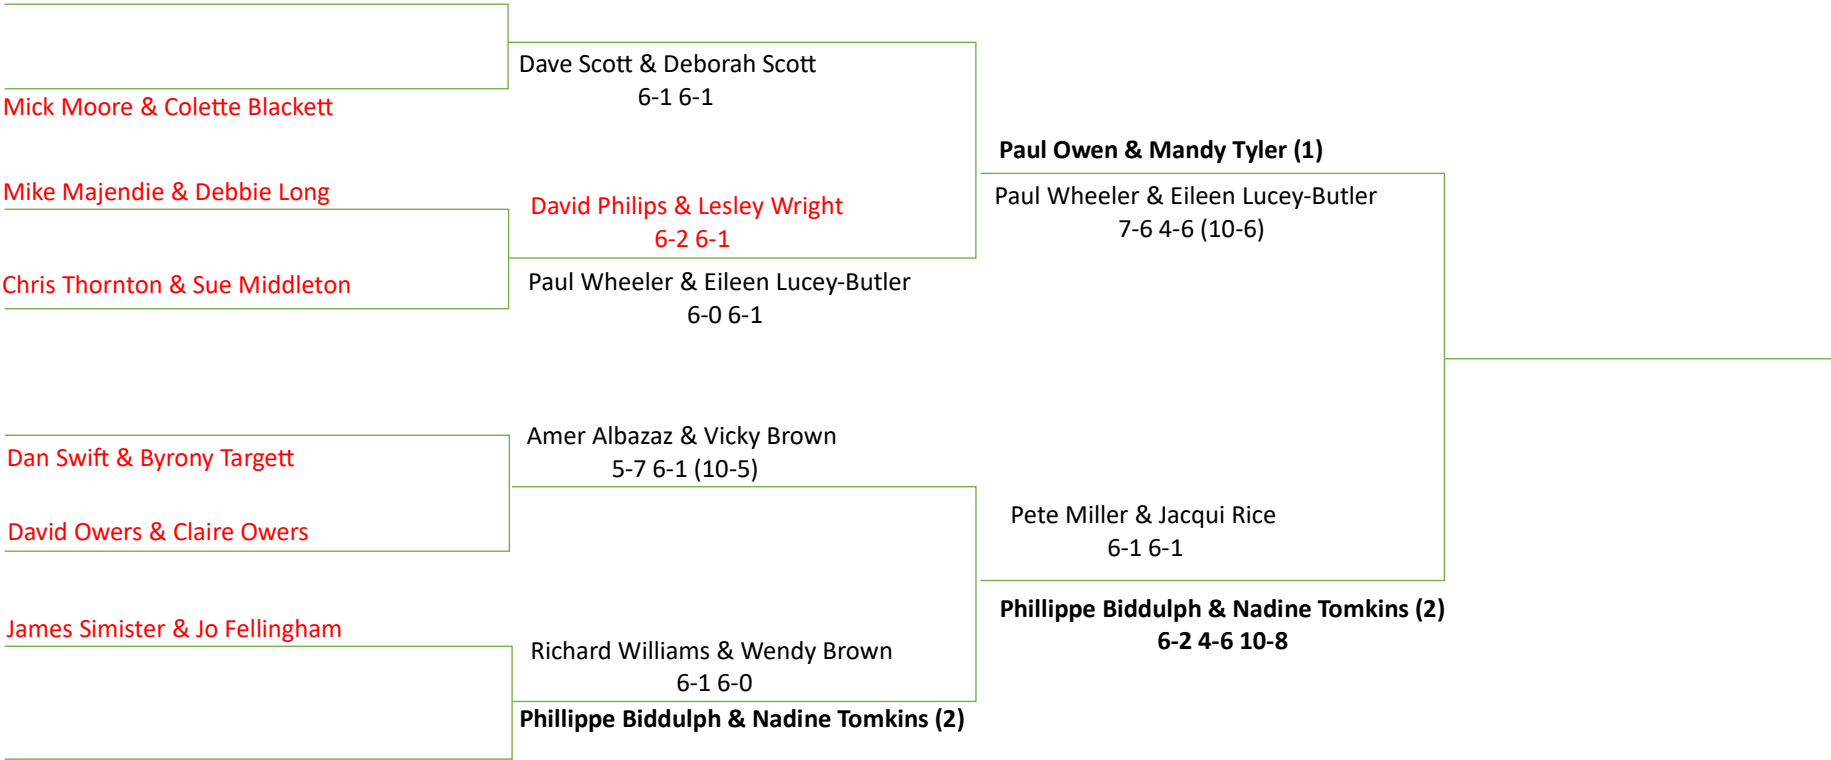 Mick Moore & Colette Blackett
Mike Majendie & Debbie Long
Chris Thornton & Sue Middleton
Dan Swift & Byrony Targett
David Owers & Claire Owers
James Simister & Jo Fellingham
Dave Scott & Deborah Scott
6-1 6-1
David Philips & Lesley Wright
6-2 6-1
Paul Wheeler & Eileen Lucey-Butler
6-0 6-1
Amer Albazaz & Vicky Brown
5-7 6-1 (10-5)
Richard Williams & Wendy Brown
6-1 6-0
Phillippe Biddulph & Nadine Tomkins (2)
Paul Owen & Mandy Tyler (1)
Paul Wheeler & Eileen Lucey-Butler
7-6 4-6 (10-6)
Pete Miller & Jacqui Rice
6-1 6-1
Phillippe Biddulph & Nadine Tomkins (2)
6-2 4-6 10-8